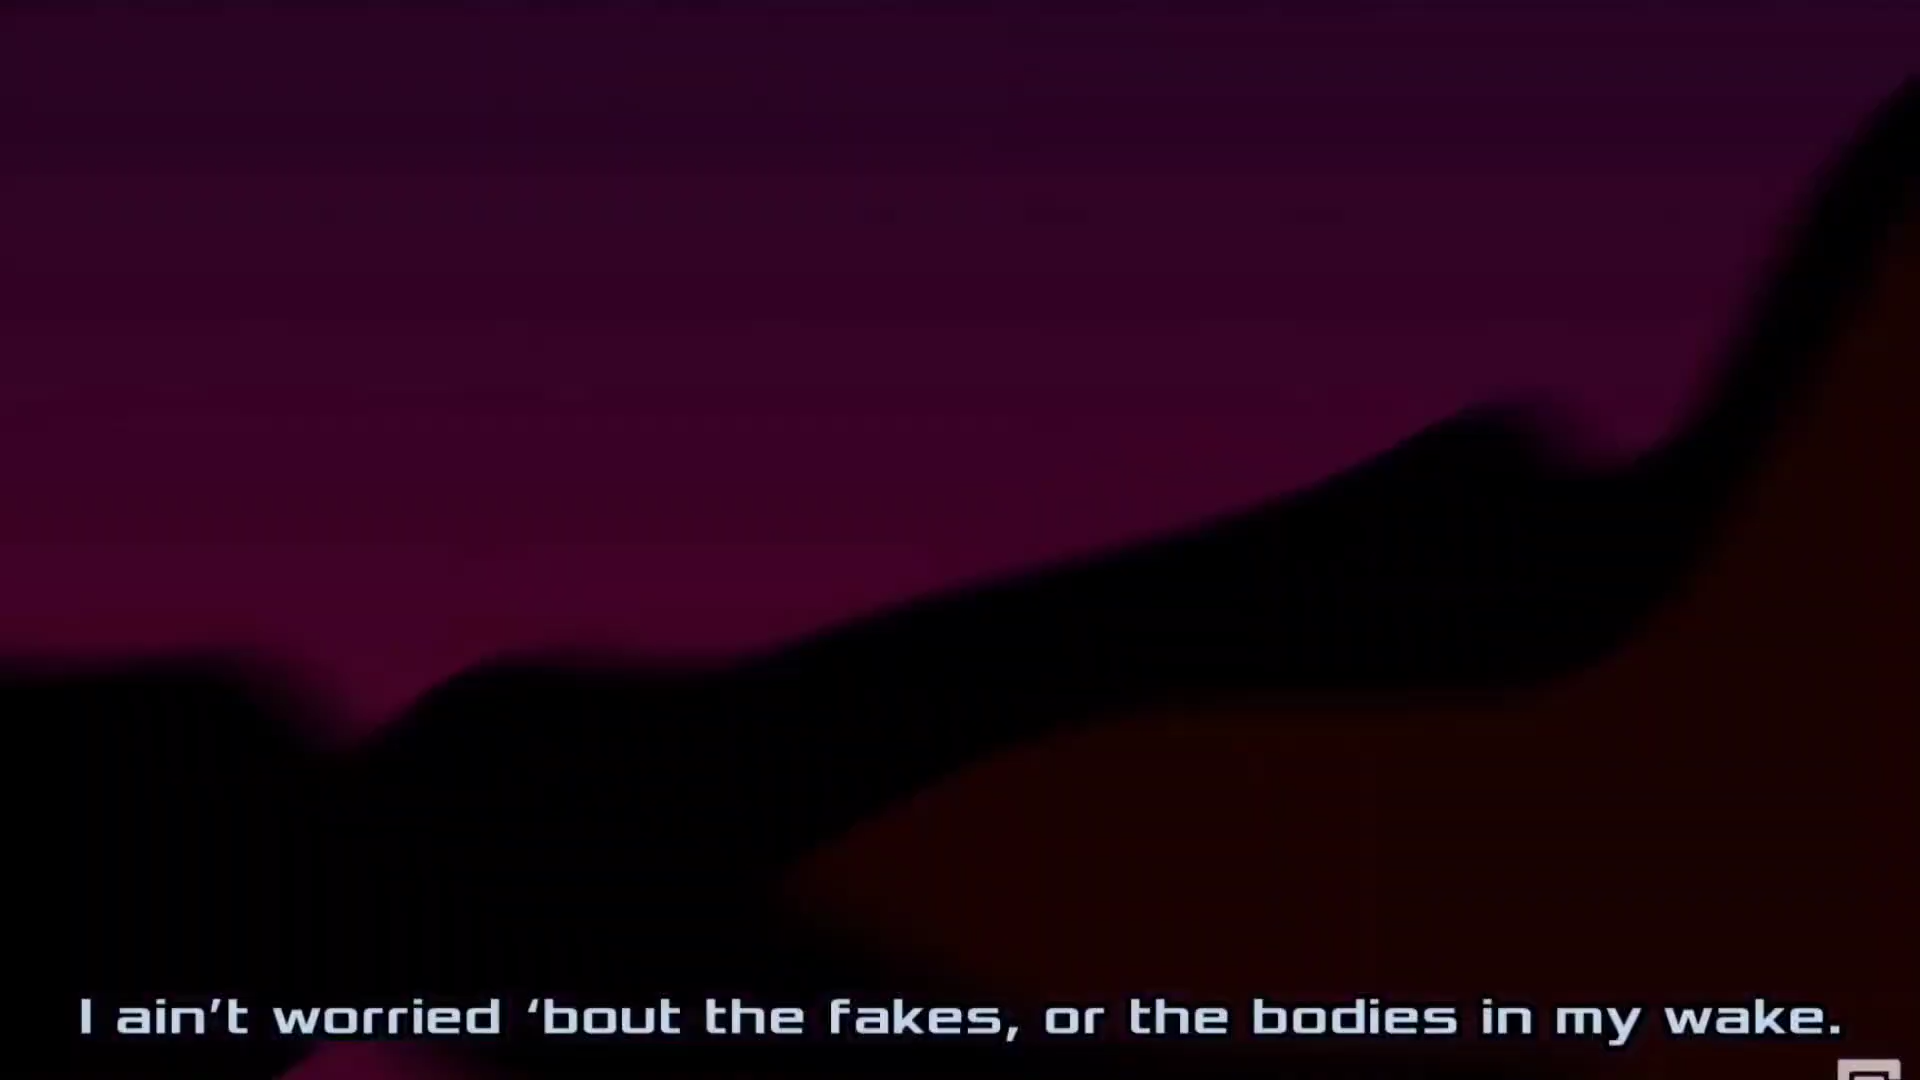 I ain’t worried ‘bout the fakes, or the bodies in my wake.